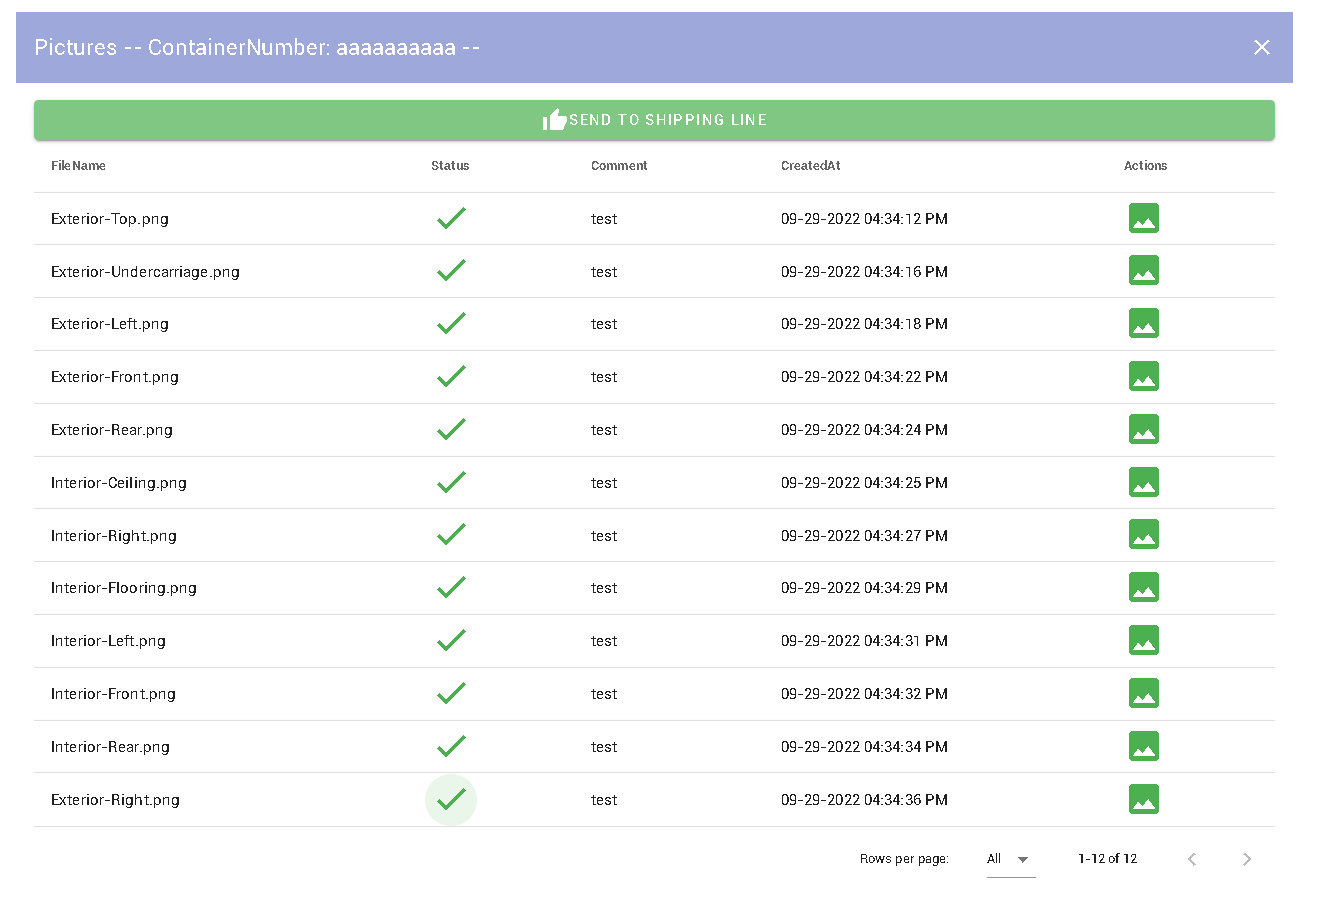 Pictures -- ContainerNumber: aaaaaaaaaa --
SEND TO SHIPPING LINE
FileName Status Comment CreatedAt Actions
Exterior-Top.png test 09-29-2022 04:34:12 PM
Exterior-Undercarriage.png test 09-29-2022 04:34:16 PM
Exterior-Left.png test 09-29-2022 04:34:18 PM
Exterior-Front.png test 09-29-2022 04:34:22 PM
Exterior-Rear.png test 09-29-2022 04:34:24 PM
Interior-Ceiling.png test 09-29-2022 04:34:25 PM
Interior-Right.png test 09-29-2022 04:34:27 PM
Interior-Flooring.png test 09-29-2022 04:34:29 PM
Interior-Left.png test 09-29-2022 04:34:31 PM
Interior-Front.png test 09-29-2022 04:34:32 PM
Interior-Rear.png test 09-29-2022 04:34:34 PM
Exterior-Right.png test 09-29-2022 04:34:36 PM
Rows per page: All 1-12 of 12